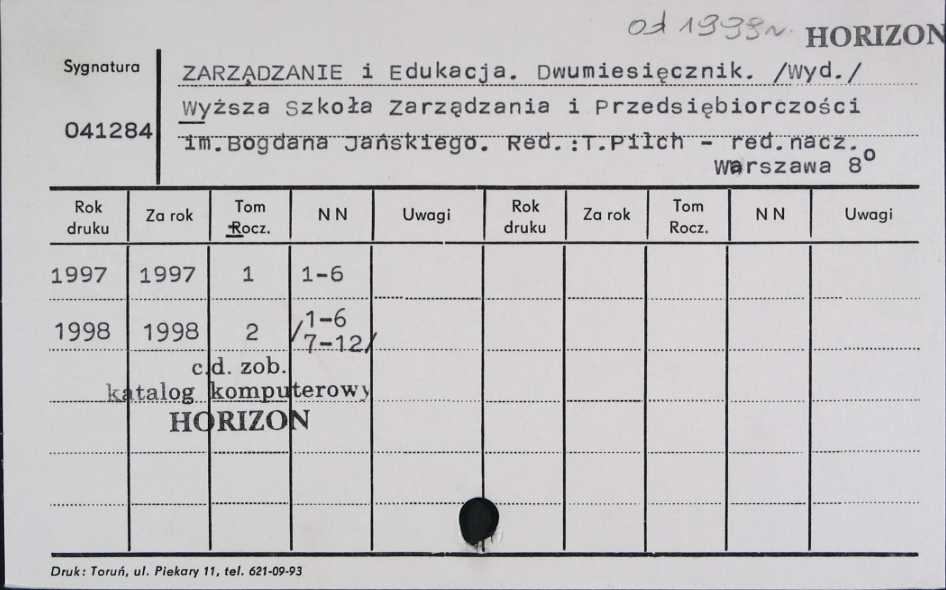 od 1999r. HORIZON
Sygnatura
041284
ZARZĄDZANIE i Edukacja. Dwumiesięcznik. /Wyd./
Wyższa Szkoła Zarządzania i Przedsiębiorczości
im.Bogdana Jańskiego. Red.:T.Pilch - red.nacz.
Warszawa 8º
Rok druku Za rok Tom Rocz. N N Uwagi Rok druku Za rok Tom Rocz. N N Uwagi
1997 1997 1 1-6
1998 1998 2 1-6
/7-12/
c.d. zob.
katalog komputerowy
HORIZON
Druk: Toruń, ul. Piekary 11, tel. 621-09-93